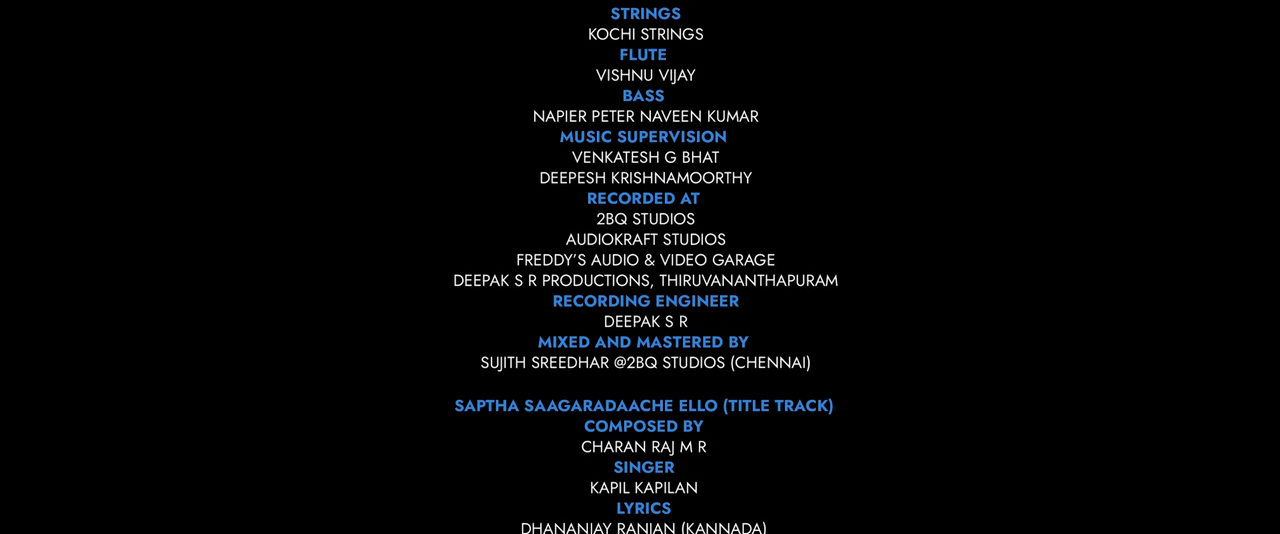 STRINGS
KOCHI STRINGS
FLUTE
VISHNU VIJAY
BASS
NAPIER PETER NAVEEN KUMAR
MUSIC SUPERVISION
VENKATESH G BHAT
DEEPESH KRISHNAMOORTHY
RECORDED AT
2BQ STUDIOS
AUDIOKRAFT STUDIOS
FREDDY’S AUDIO & VIDEO GARAGE
DEEPAK S R PRODUCTIONS, THIRUVANANTHAPURAM
RECORDING ENGINEER
DEEPAK S R
MIXED AND MASTERED BY
SUJITH SREEDHAR @2BQ STUDIOS (CHENNAI)
SAPTHA SAAGARADAACHE ELLO (TITLE TRACK)
COMPOSED BY
CHARAN RAJ M R
SINGER
KAPIL KAPILAN
LYRICS
DHANANJAY RANJAN (KANNADA)